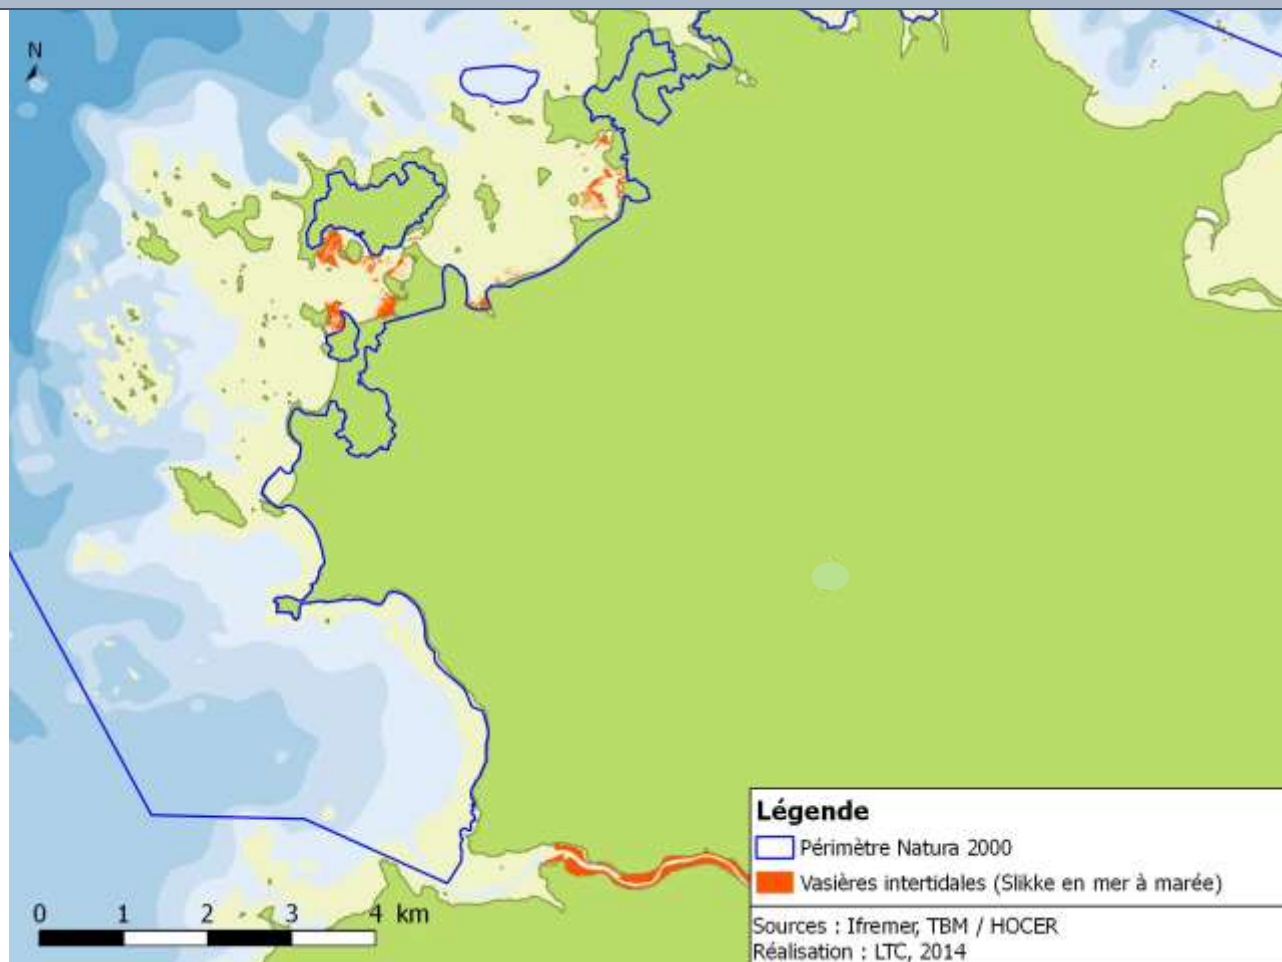 N
Légende
Périmètre Natura 2000
Vasières intertidales (Slikke en mer à marée)
0 1 2 3 4 km
Sources : Ifremer, TBM / HOCER
Réalisation : LTC, 2014